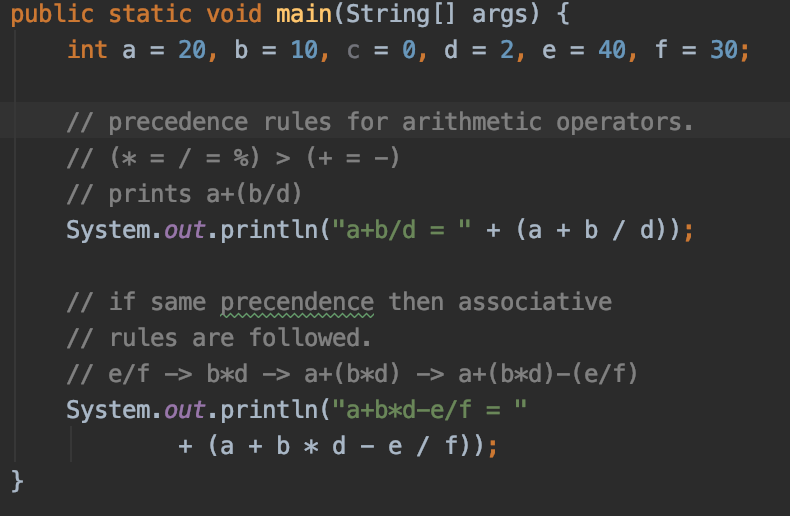 public static void main(String[] args) {
    int a = 20, b = 10, c = 0, d = 2, e = 40, f = 30;
    // precedence rules for arithmetic operators.
    // (* = / = %) > (+ = -)
    // prints a+(b/d)
    System.out.println("a+b/d = " + (a + b / d));
    // if same precendence then associative
    // rules are followed.
    // e/f -> b*d -> a+(b*d) -> a+(b*d)-(e/f)
    System.out.println("a+b*d-e/f = "
            + (a + b * d - e / f));
}